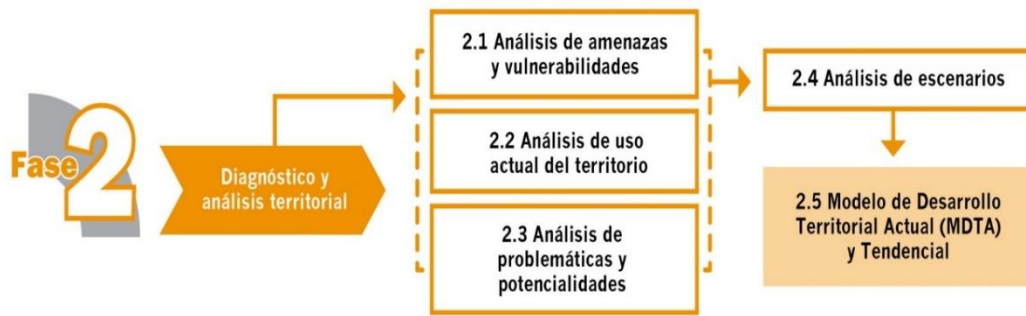 Fase 2
Diagnóstico y
análisis territorial
2.1 Análisis de amenazas
y vulnerabilidades
2.2 Análisis de uso
actual del territorio
2.3 Análisis de
problemáticas y
potencialidades
2.4 Análisis de escenarios
2.5 Modelo de Desarrollo
Territorial Actual (MDTA)
y Tendencial